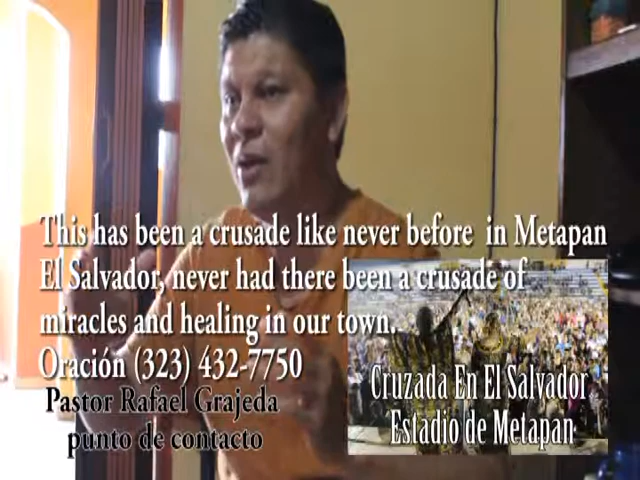 This has been a crusade like never before in Metapan
El Salvador, never had there been a crusade of
miracles and healing in our town.
Oración (323) 432-7750
Pastor Rafael Grajeda
punto de contacto
Cruzada En El Salvador
Estadio de Metapan